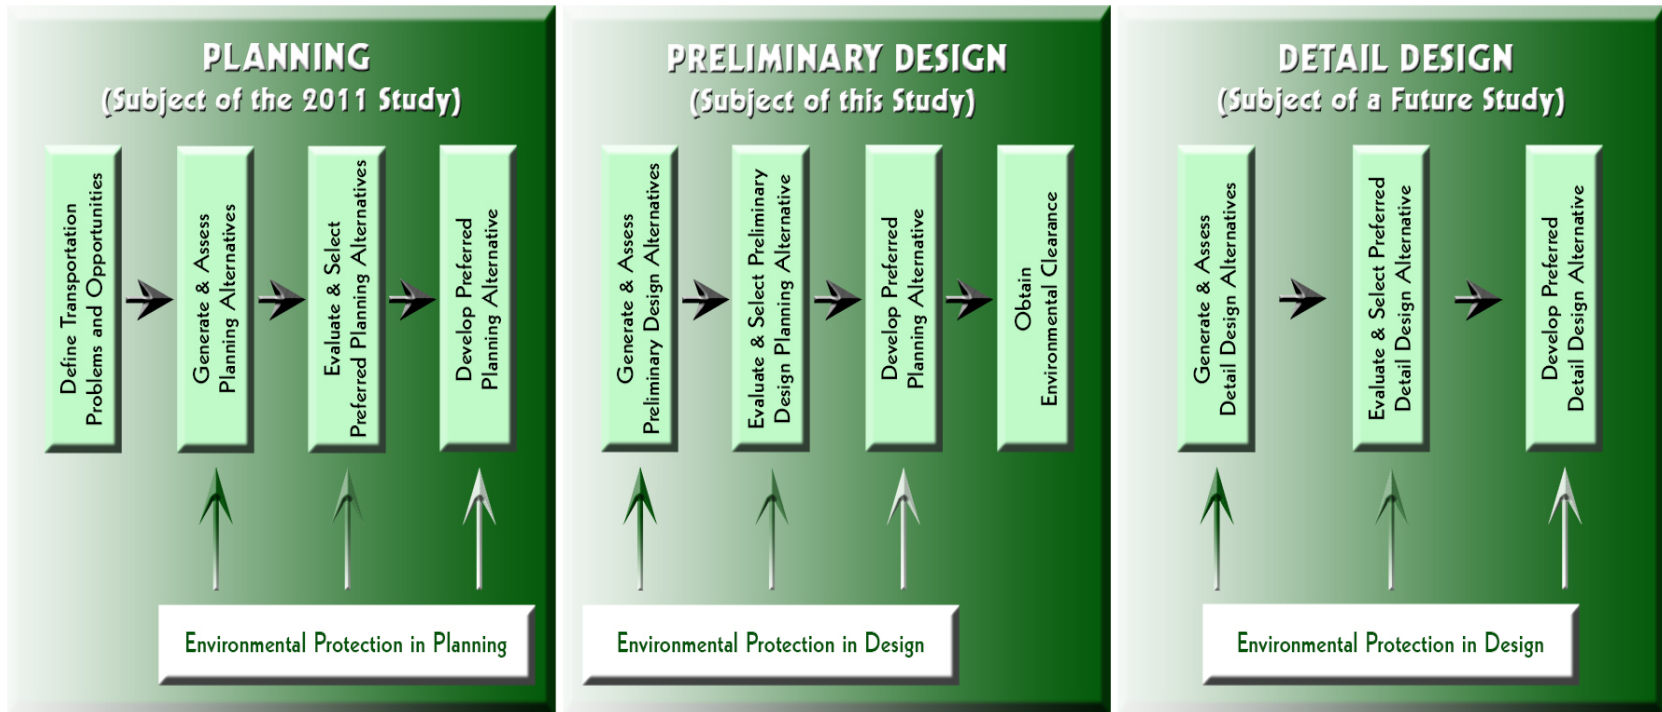 PLANNING
(Subject of the 2011 Study)
Define Transportation
Problems and Opportunities
Generate & Assess
Planning Alternatives
Evaluate & Select
Preferred Planning Alternatives
Develop Preferred
Planning Alternative
Environmental Protection in Planning
PRELIMINARY DESIGN
(Subject of this Study)
Generate & Assess
Preliminary Design Alternatives
Evaluate & Select Preliminary
Design Planning Alternative
Develop Preferred
Planning Alternative
Obtain
Environmental Clearance
Environmental Protection in Design
DETAIL DESIGN
(Subject of a Future Study)
Generate & Assess
Detail Design Alternatives
Evaluate & Select Preferred
Detail Design Alternative
Develop Preferred
Detail Design Alternative
Environmental Protection in Design